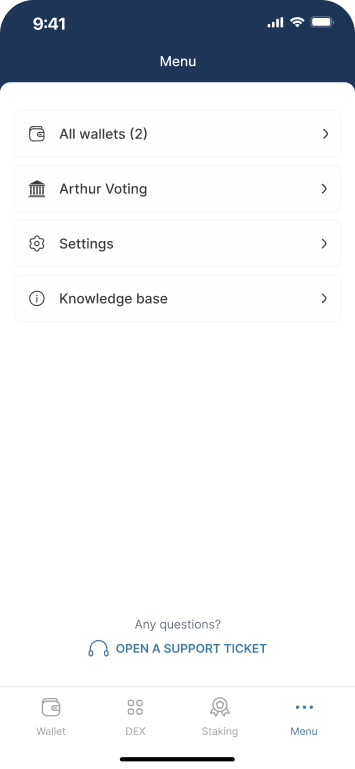 9:41
Menu
All wallets (2)
Arthur Voting
Settings
Knowledge base
Any questions?
OPEN A SUPPORT TICKET
Wallet
DEX
Staking
Menu